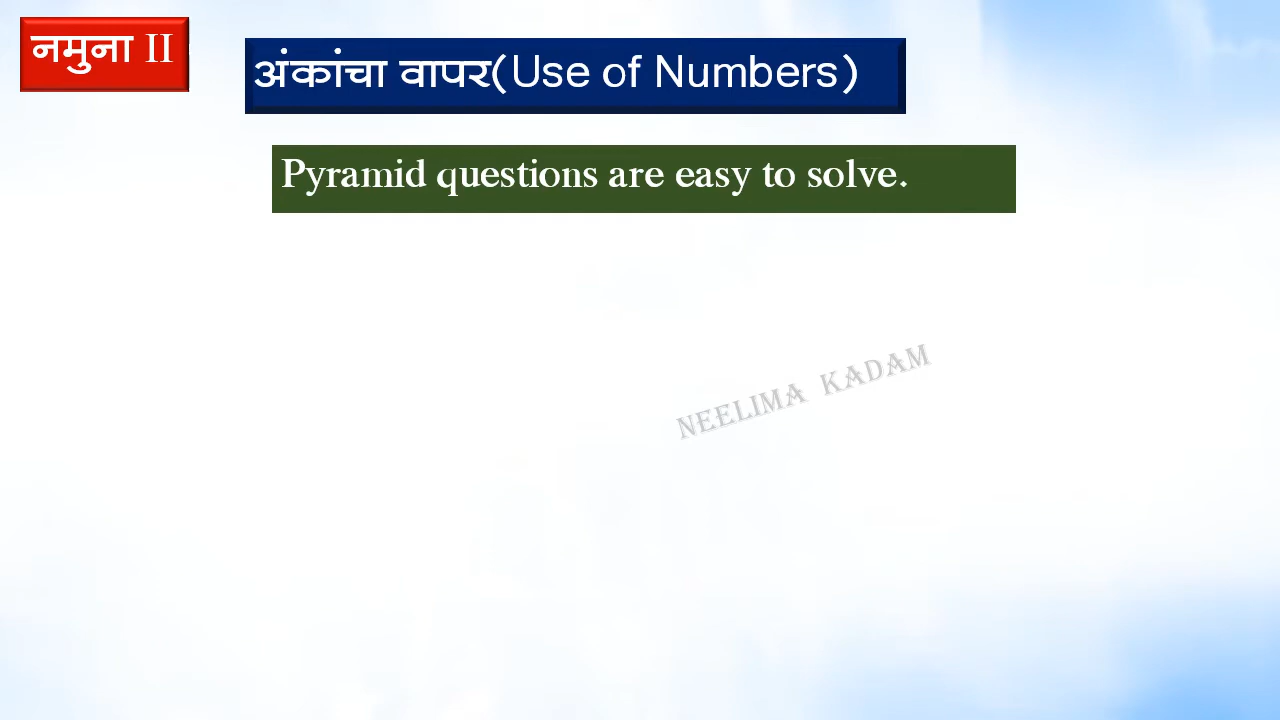 नमुना II
अंकांचा वापर(Use of Numbers)
Pyramid questions are easy to solve.
NEELIMA KADAM